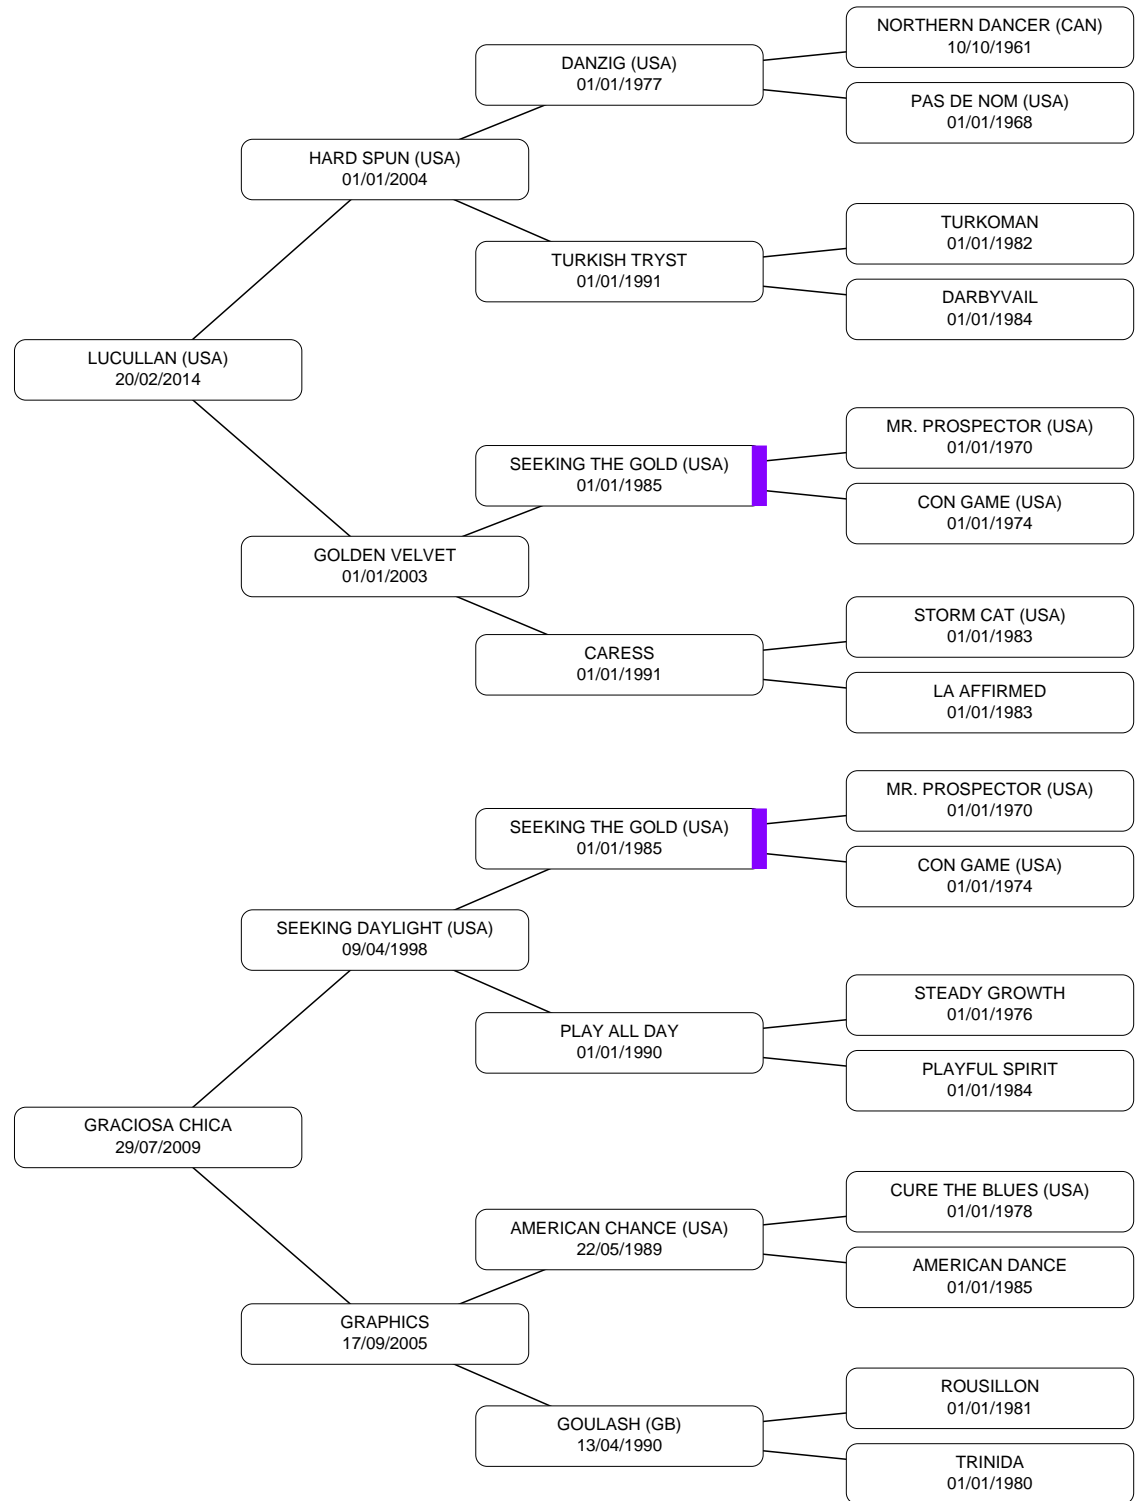 NORTHERN DANCER (CAN)
10/10/1961
DANZIG (USA)
01/01/1977
PAS DE NOM (USA)
01/01/1968
HARD SPUN (USA)
01/01/2004
TURKOMAN
01/01/1982
TURKISH TRYST
01/01/1991
DARBYVAIL
01/01/1984
LUCULLAN (USA)
20/02/2014
MR. PROSPECTOR (USA)
01/01/1970
SEEKING THE GOLD (USA)
01/01/1985
CON GAME (USA)
01/01/1974
GOLDEN VELVET
01/01/2003
STORM CAT (USA)
01/01/1983
CARESS
01/01/1991
LA AFFIRMED
01/01/1983
MR. PROSPECTOR (USA)
01/01/1970
SEEKING THE GOLD (USA)
01/01/1985
CON GAME (USA)
01/01/1974
SEEKING DAYLIGHT (USA)
09/04/1998
STEADY GROWTH
01/01/1976
PLAY ALL DAY
01/01/1990
PLAYFUL SPIRIT
01/01/1984
GRACIOSA CHICA
29/07/2009
CURE THE BLUES (USA)
01/01/1978
AMERICAN CHANCE (USA)
22/05/1989
AMERICAN DANCE
01/01/1985
GRAPHICS
17/09/2005
ROUSILLON
01/01/1981
GOULASH (GB)
13/04/1990
TRINIDA
01/01/1980